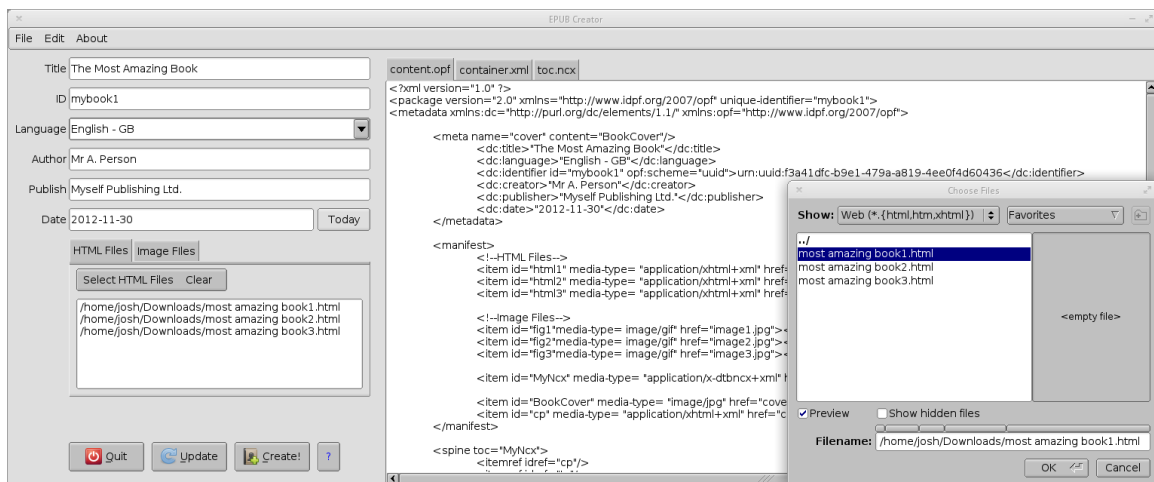 EPUB Creator
File Edit About
Title The Most Amazing Book
ID mybook1
Language English - GB
Author Mr A. Person
Publish Myself Publishing Ltd.
Date 2012-11-30 Today
HTML Files Image Files
Select HTML Files Clear
/home/josh/Downloads/most amazing book1.html
/home/josh/Downloads/most amazing book2.html
/home/josh/Downloads/most amazing book3.html
Quit Update Create! ?
content.opf container.xml toc.ncx
<?xml version="1.0" ?>
<package version="2.0" xmlns="http://www.idpf.org/2007/opf" unique-identifier="mybook1">
<metadata xmlns:dc="http://purl.org/dc/elements/1.1/" xmlns:opf="http://www.idpf.org/2007/opf">
<meta name="cover" content="BookCover"/>
<dc:title>"The Most Amazing Book"</dc:title>
<dc:language>"English - GB"</dc:language>
<dc:identifier id="mybook1" opf:scheme="uuid">urn:uuid:f3a41dfc-b9e1-479a-a819-4ee0f4d60436</dc:identifier>
<dc:creator>"Mr A. Person"</dc:creator>
<dc:publisher>"Myself Publishing Ltd."</dc:publisher>
<dc:date>"2012-11-30"</dc:date>
</metadata>
<manifest>
<!--HTML Files-->
<item id="html1" media-type= "application/xhtml+xml" href=
<item id="html2" media-type= "application/xhtml+xml" href=
<item id="html3" media-type= "application/xhtml+xml" href=
<!--Image Files-->
<item id="fig1"media-type= image/gif" href="image1.jpg"><
<item id="fig2"media-type= image/gif" href="image2.jpg"><
<item id="fig3"media-type= image/gif" href="image3.jpg"><
<item id="MyNcx" media-type= "application/x-dtbncx+xml"
<item id="BookCover" media-type= "image/jpg" href="cove
<item id="cp" media-type= "application/xhtml+xml" href="c
</manifest>
<spine toc="MyNcx">
<itemref idref="cp"/>
Choose Files
Show: Web (*.{html,htm,xhtml}) Favorites
../
most amazing book1.html
most amazing book2.html
most amazing book3.html
<empty file>
Preview Show hidden files
Filename: /home/josh/Downloads/most amazing book1.html
OK Cancel